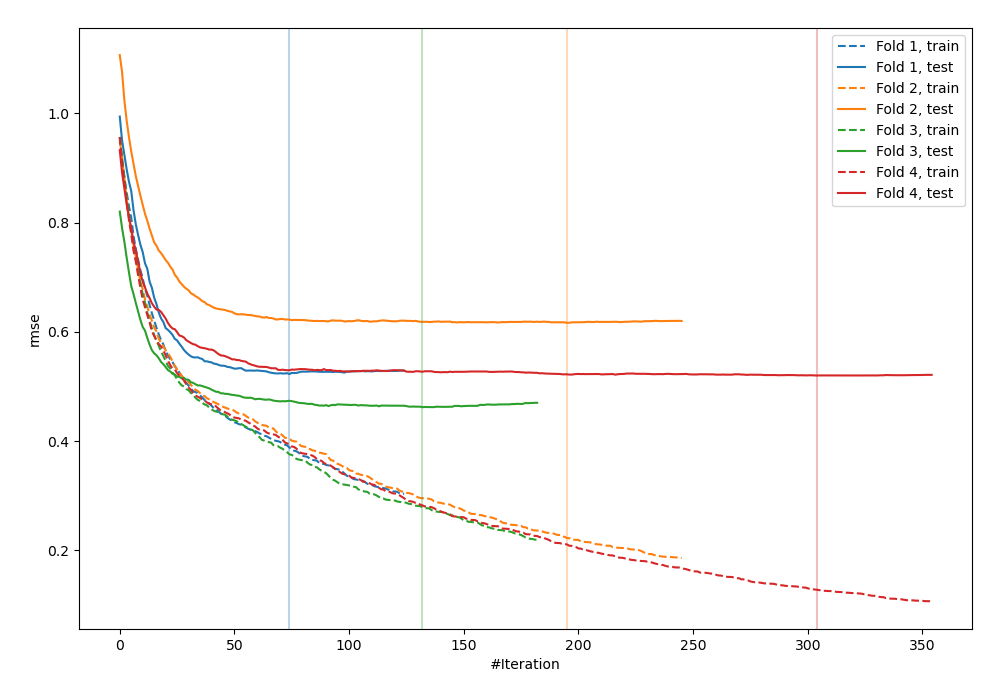 Fold 1, train
Fold 1, test
Fold 2, train
Fold 2, test
Fold 3, train
Fold 3, test
Fold 4, train
Fold 4, test
1.0
0.8
0.6
0.4
0.2
rmse
0 50 100 150 200 250 300 350
#Iteration